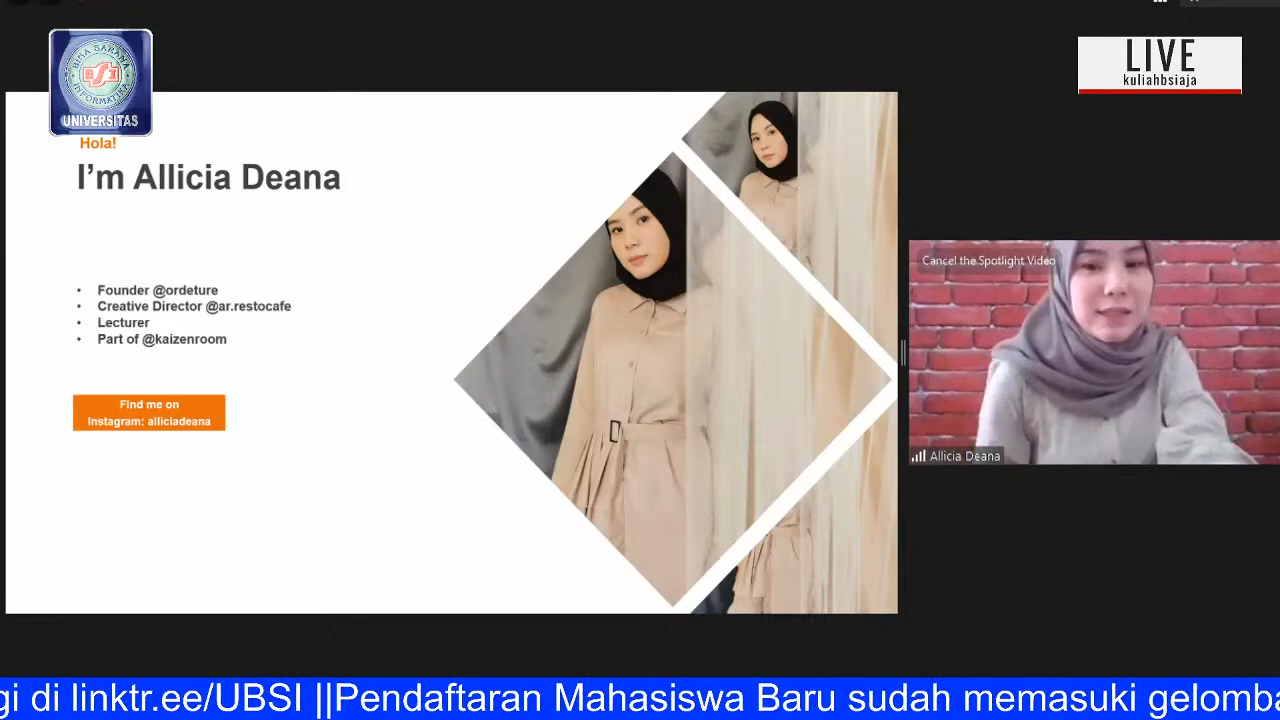 BINA SARANA
BSI
INFORMATIKA
UNIVERSITAS
LIVE
kuliahbsiaja
Hola!
I’m Allicia Deana
• Founder @ordeture
• Creative Director @ar.restocafe
• Lecturer
• Part of @kaizenroom
Find me on
Instagram: alliciadeana
Cancel the Spotlight Video
Allicia Deana
gi di linktr.ee/UBSI ||Pendaftaran Mahasiswa Baru sudah memasuki gelomba